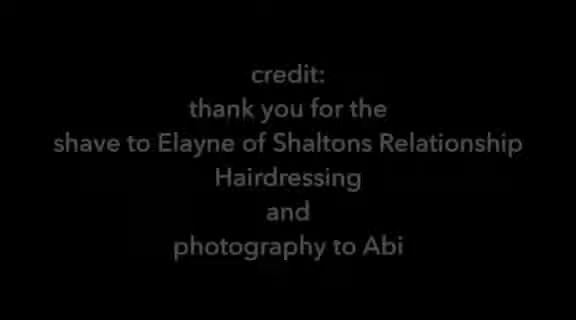 credit:
thank you for the
shave to Elayne of Shaltons Relationship
Hairdressing
and
photography to Abi